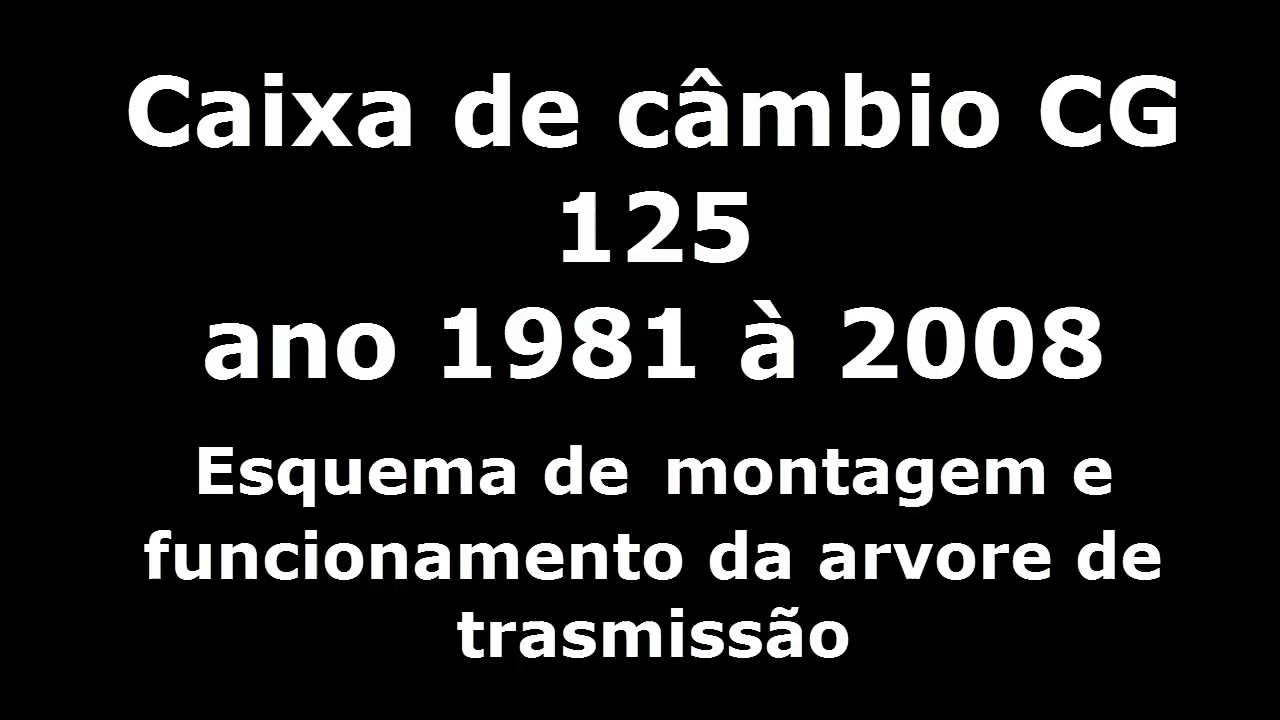 Caixa de câmbio CG
125
ano 1981 à 2008
Esquema de montagem e
funcionamento da arvore de
trasmissão